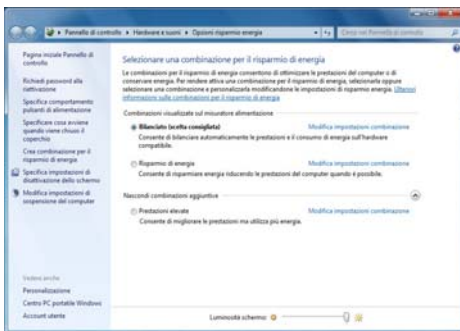 Pannello di controllo ▸ Hardware e suoni ▸ Opzioni risparmio energia
Cerca nel Pannello di controllo
Pagina iniziale Pannello di
controllo
Richiedi password alla
riattivazione
Specifica comportamento
pulsanti di alimentazione
Specificare cosa avviene
quando viene chiuso il
coperchio
Crea combinazione per il
risparmio di energia
Specifica impostazioni di
disattivazione dello schermo
Modifica impostazioni di
sospensione del computer
Vedere anche
Personalizzazione
Centro PC portatile Windows
Account utente
Selezionare una combinazione per il risparmio di energia
Le combinazioni per il risparmio di energia consentono di ottimizzare le prestazioni del computer o di
conservare energia. Per rendere attiva una combinazione per il risparmio di energia, selezionarla oppure
selezionare una combinazione e personalizzarla modificandone le impostazioni di risparmio energia. Ulteriori
informazioni sulle combinazioni per il risparmio di energia
Combinazioni visualizzate sul misuratore alimentazione
Bilanciato (scelta consigliata) Modifica impostazioni combinazione
Consente di bilanciare automaticamente le prestazioni e il consumo di energia sull'hardware
compatibile.
Risparmio di energia Modifica impostazioni combinazione
Consente di risparmiare energia riducendo le prestazioni del computer quando è possibile.
Nascondi combinazioni aggiuntive
Prestazioni elevate Modifica impostazioni combinazione
Consente di migliorare le prestazioni ma utilizza più energia.
Luminosità schermo: